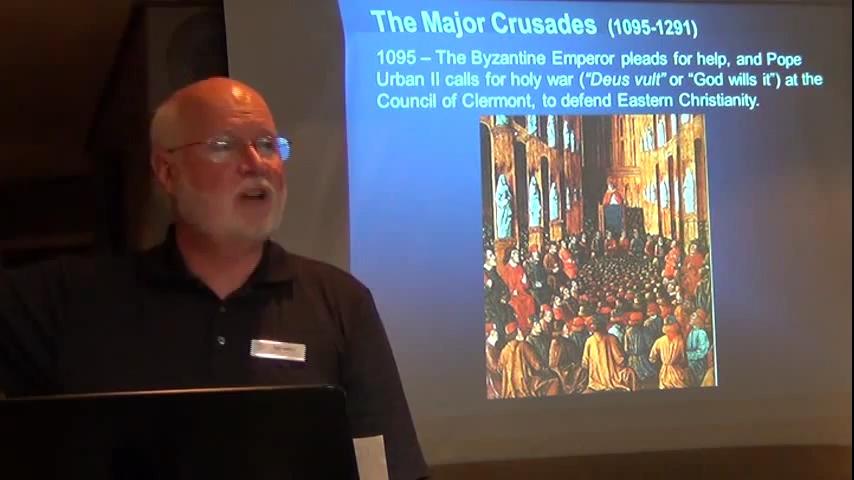 The Major Crusades (1095-1291)
1095 – The Byzantine Emperor pleads for help, and Pope
Urban II calls for holy war (“Deus vult” or “God wills it”) at the
Council of Clermont, to defend Eastern Christianity.